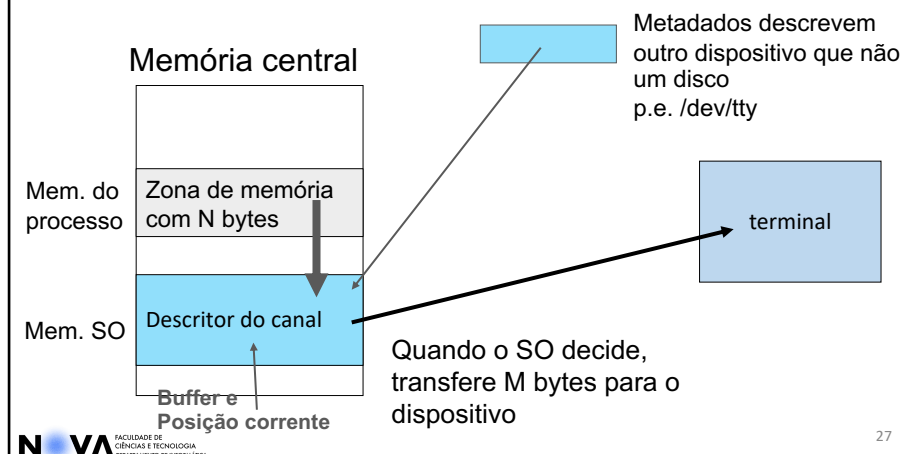 Metadados descrevem
outro dispositivo que não
um disco
p.e. /dev/tty
Memória central
Mem. do
processo
Zona de memória
com N bytes
terminal
Mem. SO
Descritor do canal
Quando o SO decide,
transfere M bytes para o
dispositivo
Buffer e
Posição corrente
NOVA
FACULDADE DE
CIÊNCIAS E TECNOLOGIA
27